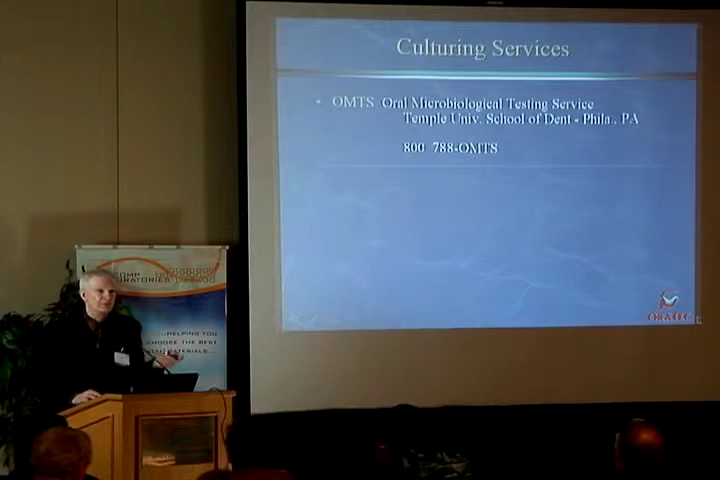 Culturing Services
• OMTS Oral Microbiological Testing Service
Temple Univ. School of Dent - Phila., PA
800 788-OMTS
ORATEC
...HELPING YOU
CHOOSE THE BEST
MATERIALS...